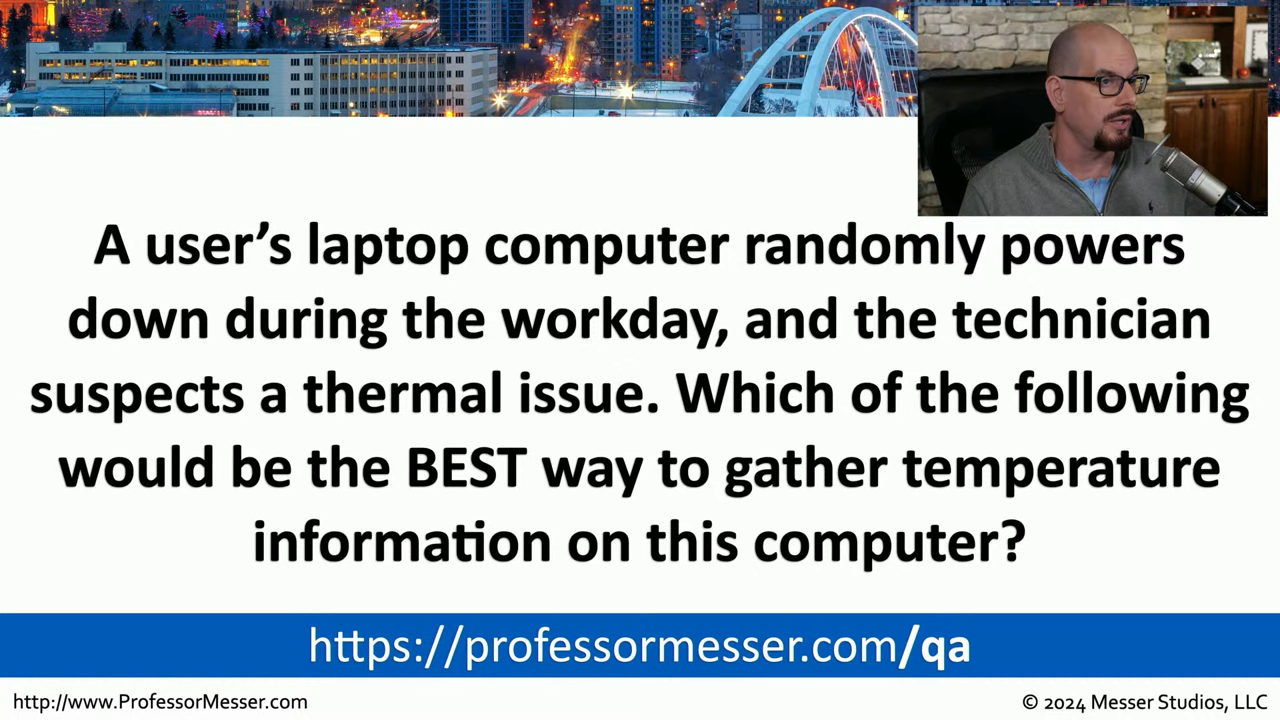 A user’s laptop computer randomly powers
down during the workday, and the technician
suspects a thermal issue. Which of the following
would be the BEST way to gather temperature
information on this computer?
https://professormesser.com/qa
http://www.ProfessorMesser.com
© 2024 Messer Studios, LLC